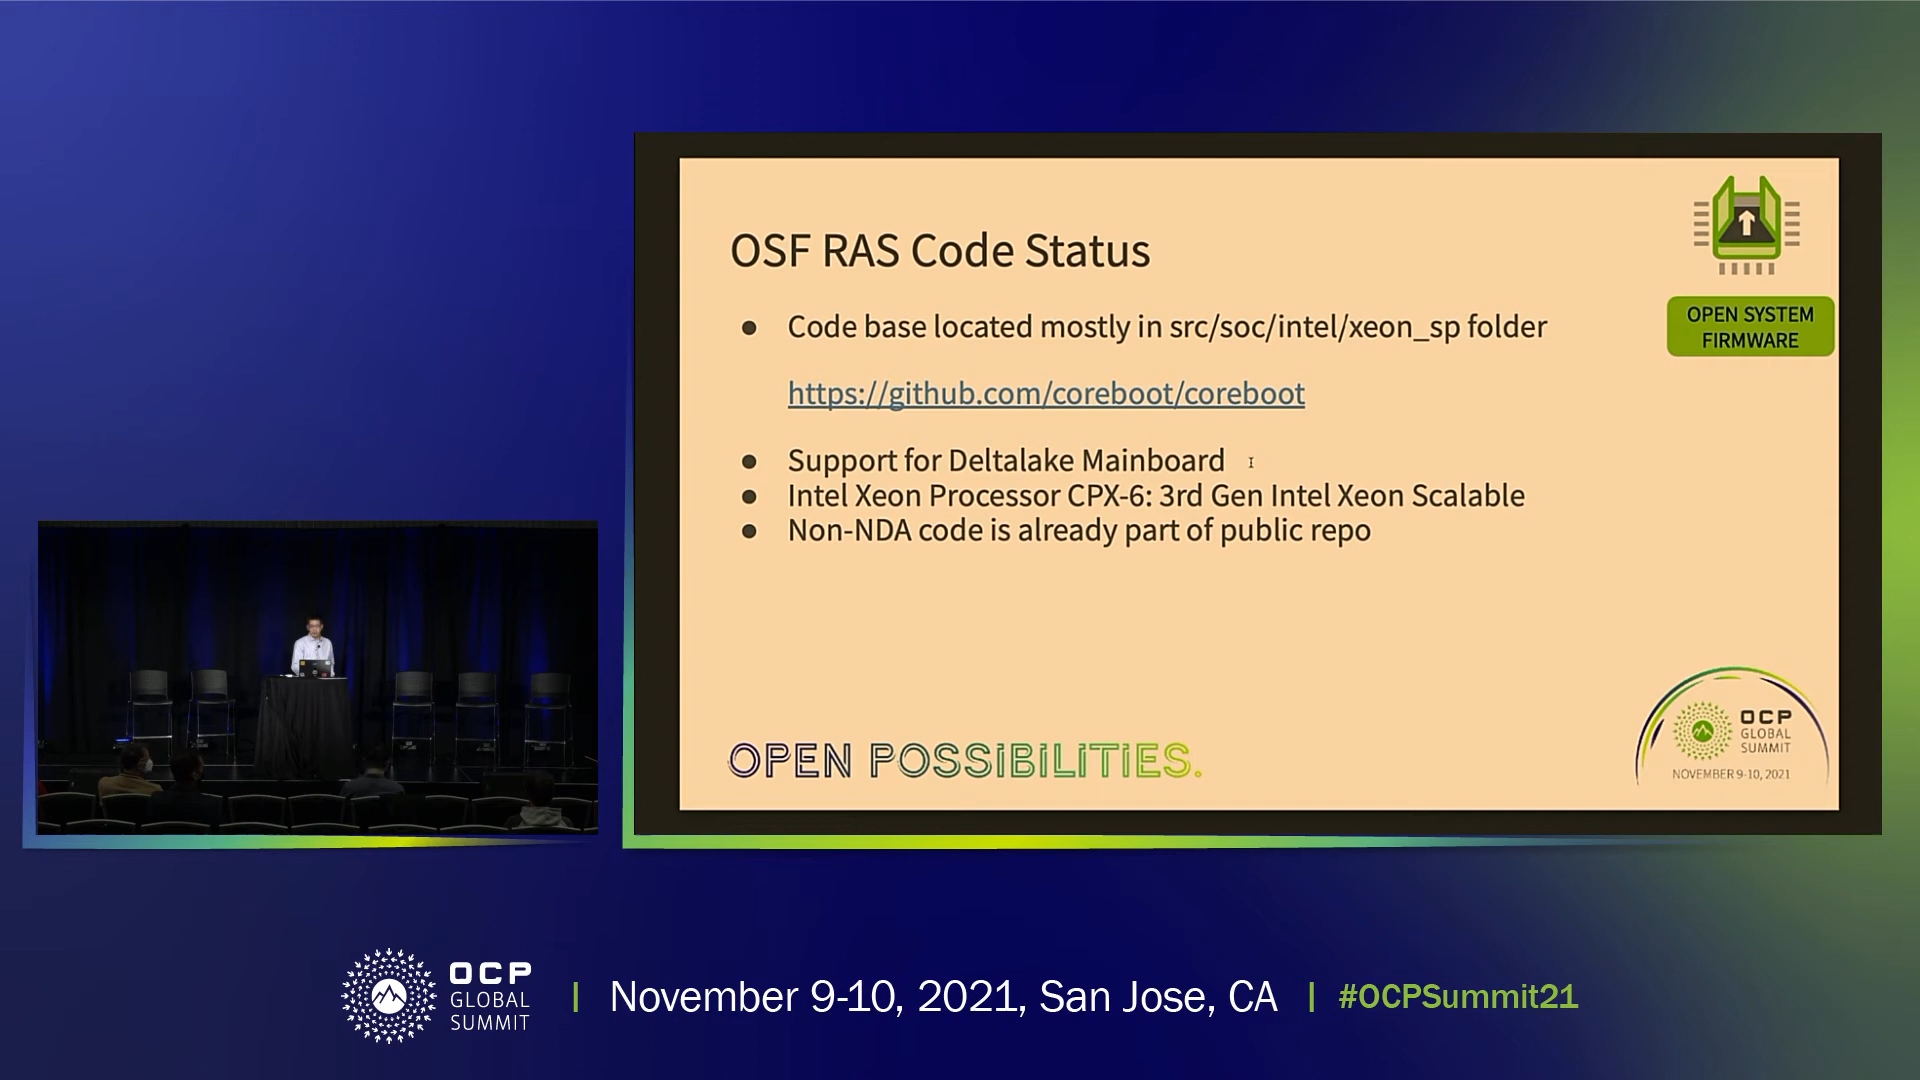 OSF RAS Code Status
OPEN SYSTEM
FIRMWARE
● Code base located mostly in src/soc/intel/xeon_sp folder
https://github.com/coreboot/coreboot
● Support for Deltalake Mainboard
● Intel Xeon Processor CPX-6: 3rd Gen Intel Xeon Scalable
● Non-NDA code is already part of public repo
OPEN POSSIBILITIES.
OCP
GLOBAL
SUMMIT
NOVEMBER 9-10, 2021
OCP
GLOBAL
SUMMIT
November 9-10, 2021, San Jose, CA
#OCPSummit21